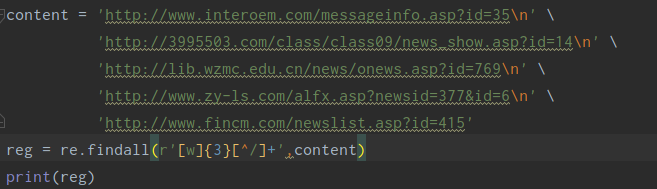 content = 'http://www.interoem.com/messageinfo.asp?id=35\n' \
'http://3995503.com/class/class09/news_show.asp?id=14\n' \
'http://lib.wzmc.edu.cn/news/onews.asp?id=769\n' \
'http://www.zy-ls.com/alfx.asp?newsid=377&id=6\n' \
'http://www.fincm.com/newslist.asp?id=415'
reg = re.findall(r'[w]{3}[^/]+',content)
print(reg)